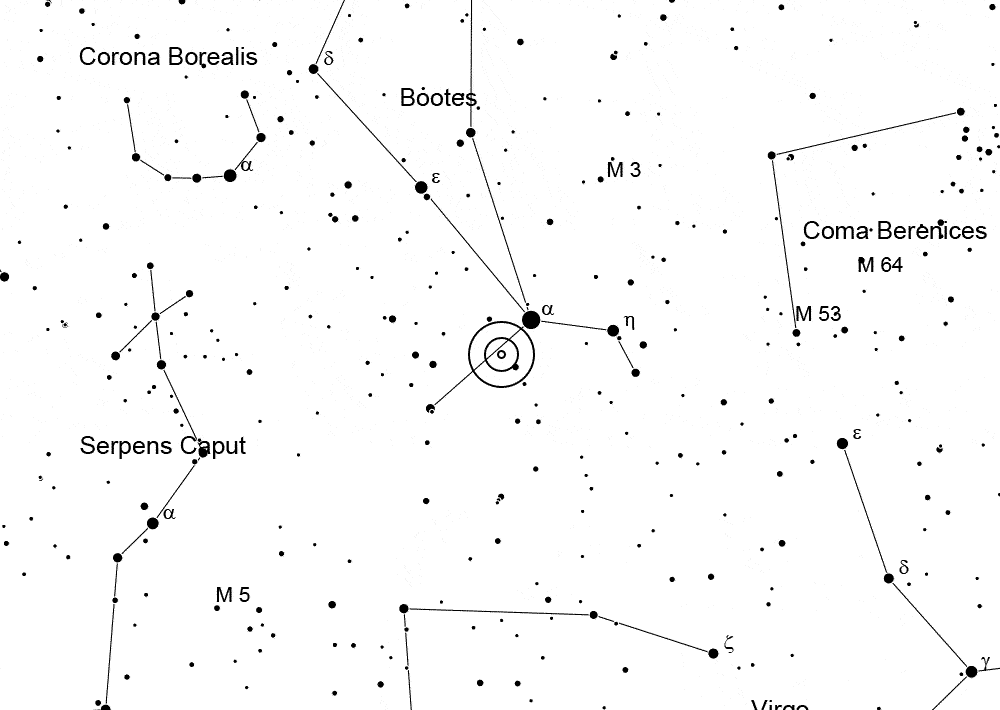 Corona Borealis
δ
Bootes
α
ε
M 3
Coma Berenices
M 64
M 53
α
η
Serpens Caput
ε
α
δ
M 5
ζ
γ
Virgo